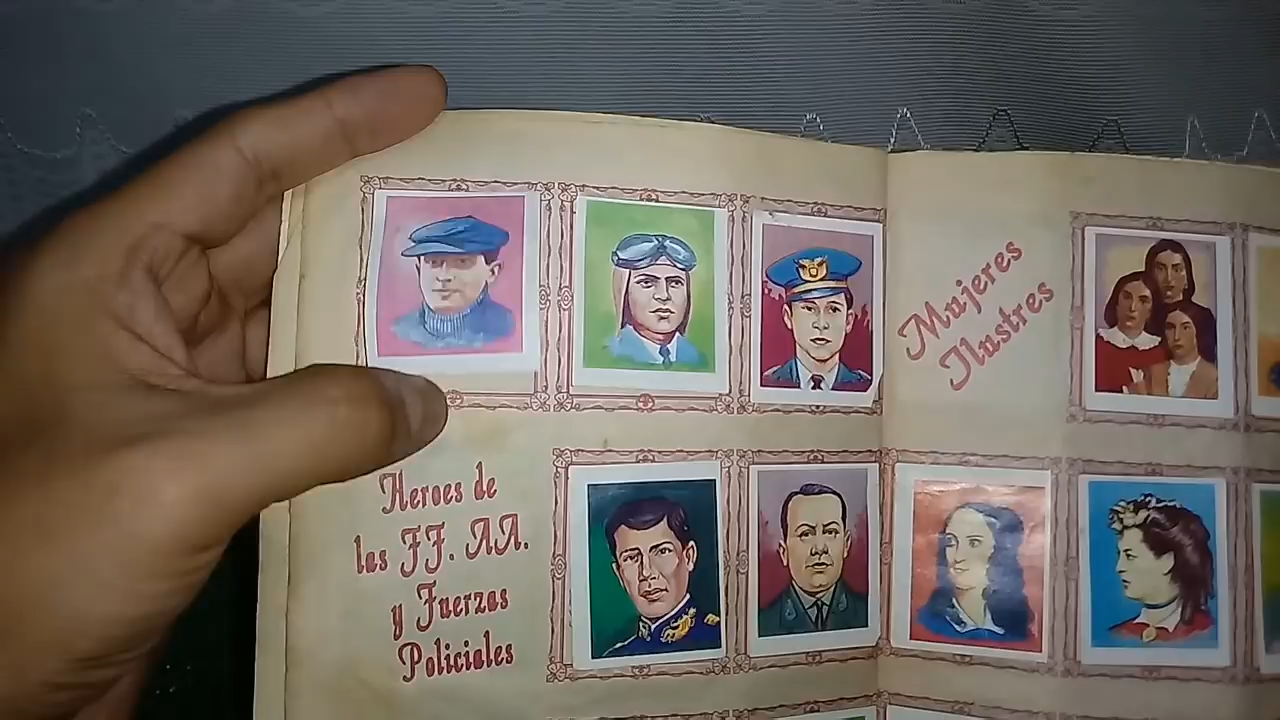 Heroes de
las FF. AA.
y Fuerzas
Policiales
Mujeres
Ilustres